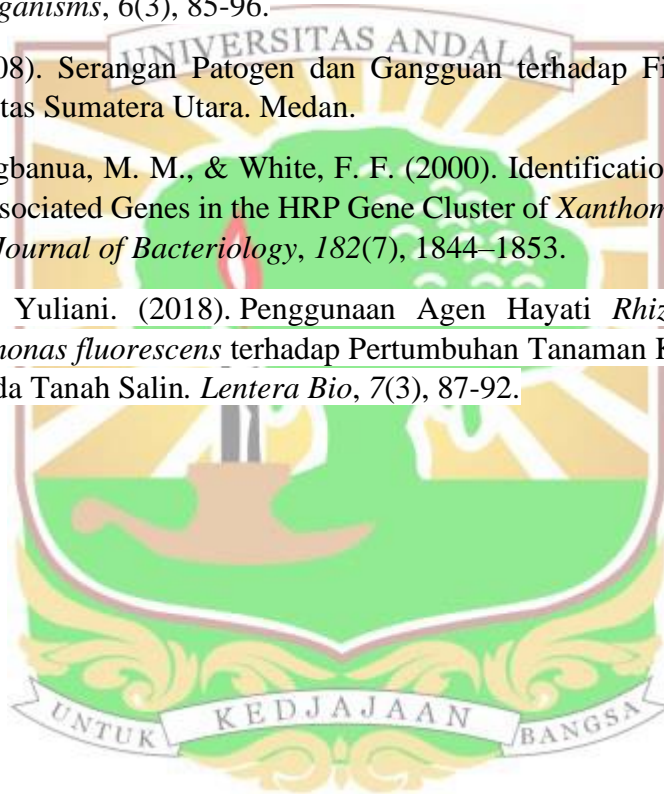 ganisms, 6(3), 85-96.
UNIVERSITAS ANDALAS
08). Serangan Patogen dan Gangguan terhadap Fi
tas Sumatera Utara. Medan.
gbanua, M. M., & White, F. F. (2000). Identificatio
ssociated Genes in the HRP Gene Cluster of Xanthom
Journal of Bacteriology, 182(7), 1844–1853.
Yuliani. (2018). Penggunaan Agen Hayati Rhiz
monas fluorescens terhadap Pertumbuhan Tanaman K
da Tanah Salin. Lentera Bio, 7(3), 87-92.
UNTUK KEDJAJAAN BANGSA